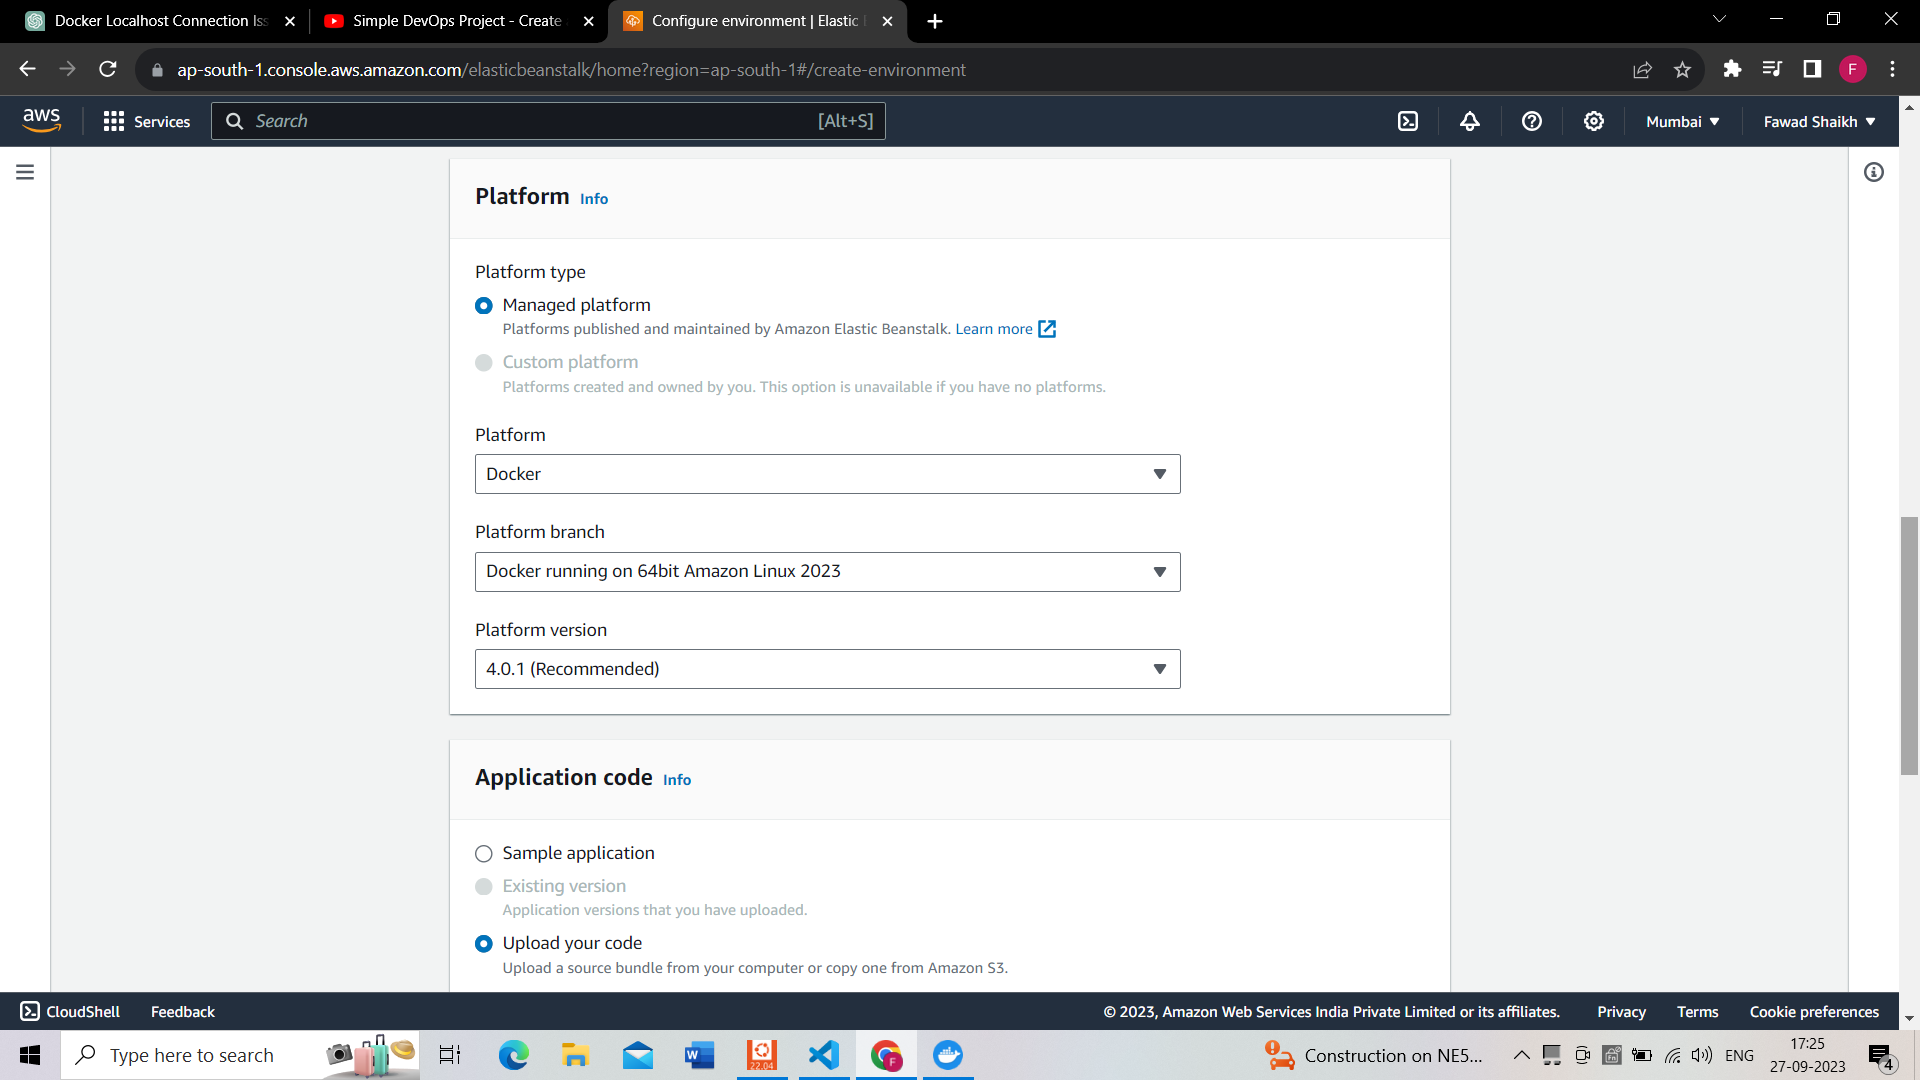 Docker Localhost Connection Iss
Simple DevOps Project - Create
Configure environment | Elastic
ap-south-1.console.aws.amazon.com/elasticbeanstalk/home?region=ap-south-1#/create-environment
F
aws
Services
Search
[Alt+S]
Mumbai
Fawad Shaikh
Platform Info
Platform type
Managed platform
Platforms published and maintained by Amazon Elastic Beanstalk. Learn more
Custom platform
Platforms created and owned by you. This option is unavailable if you have no platforms.
Platform
Docker
Platform branch
Docker running on 64bit Amazon Linux 2023
Platform version
4.0.1 (Recommended)
Application code Info
Sample application
Existing version
Application versions that you have uploaded.
Upload your code
Upload a source bundle from your computer or copy one from Amazon S3.
CloudShell
Feedback
© 2023, Amazon Web Services India Private Limited or its affiliates.
Privacy
Terms
Cookie preferences
Type here to search
22.04
F
Construction on NE5...
ENG
17:25
27-09-2023
4